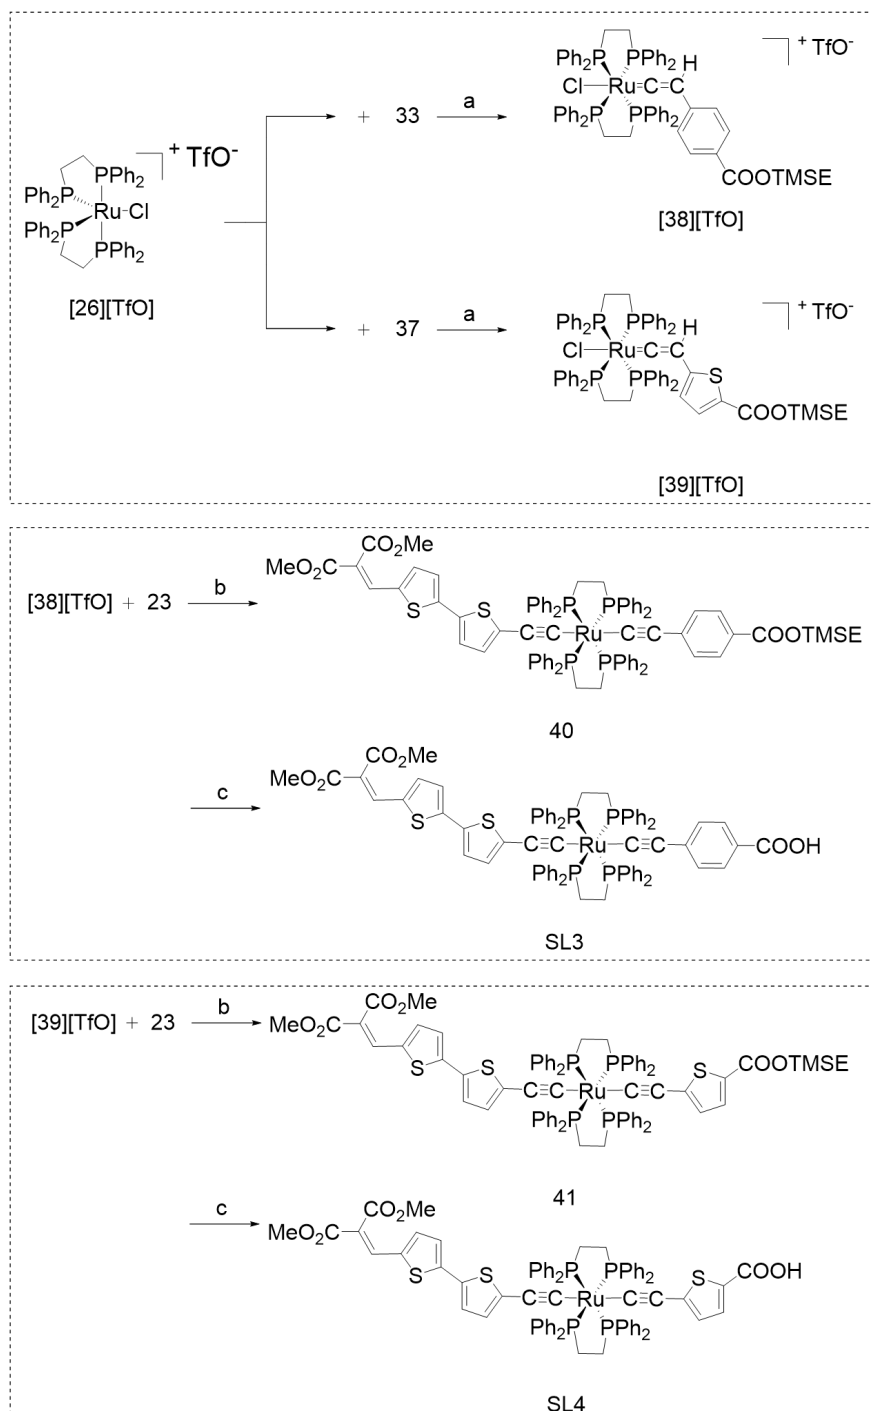 Ph2P PPh2
Cl—Ru=C=C H
Ph2P PPh2
COOTMSE
+ TfO-
[38][TfO]
+ 33 a
+ TfO-
PPh2
Ph2P
Ru-Cl
Ph2P
PPh2
[26][TfO]
+ 37 a
Ph2P PPh2
Cl—Ru=C=C H
Ph2P PPh2
S
COOTMSE
+ TfO-
[39][TfO]
[38][TfO] + 23 b
CO2Me
MeO2C
S S
Ph2P PPh2
C≡C—Ru—C≡C
COOTMSE
Ph2P PPh2
40
c
CO2Me
MeO2C
S S
Ph2P PPh2
C≡C—Ru—C≡C
COOH
Ph2P PPh2
SL3
[39][TfO] + 23 b
CO2Me
MeO2C
S S
Ph2P PPh2
C≡C—Ru—C≡C
S
COOTMSE
Ph2P PPh2
41
c
CO2Me
MeO2C
S S
Ph2P PPh2
C≡C—Ru—C≡C
S
COOH
Ph2P PPh2
SL4